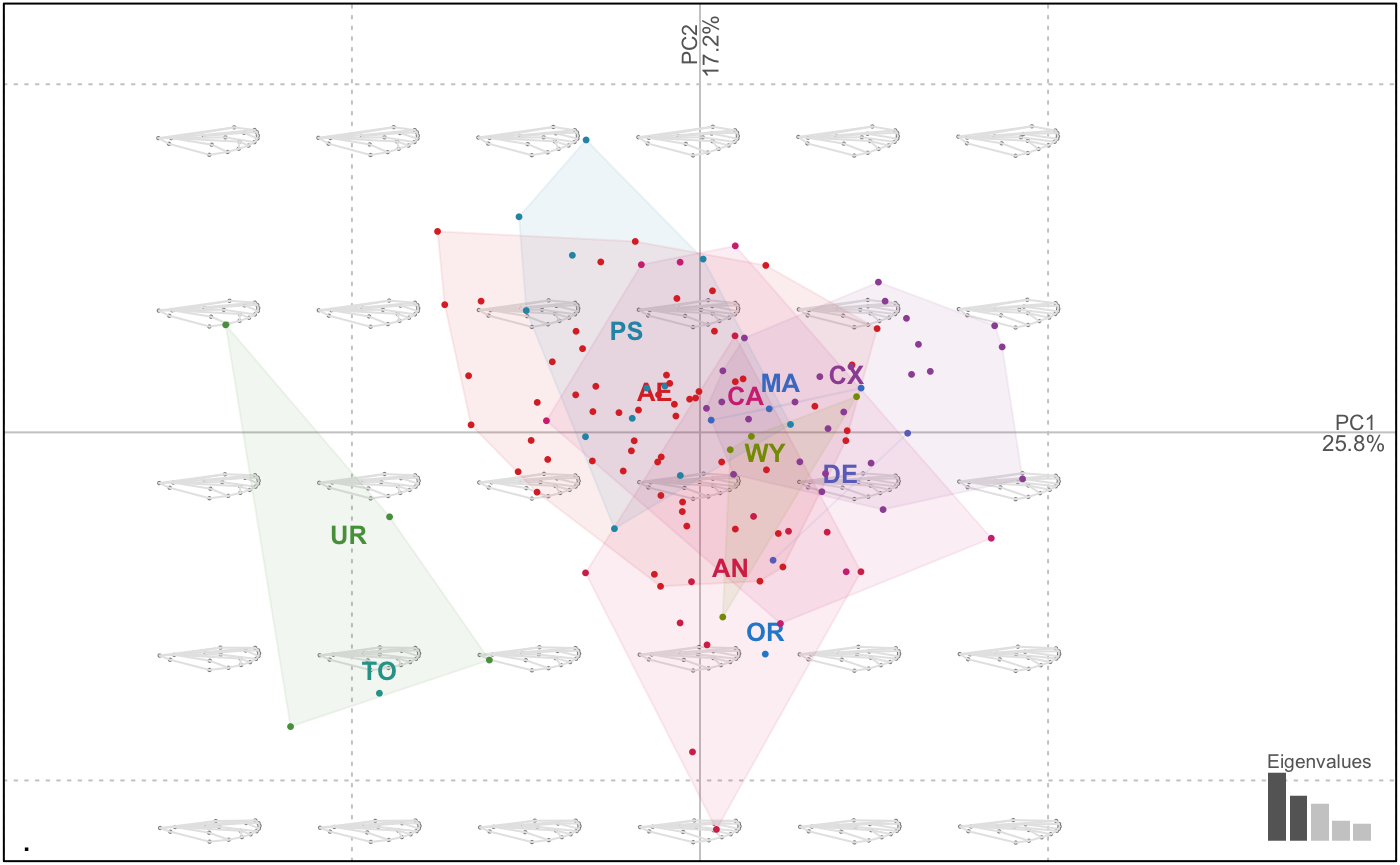 PC2
17.2%
PS
AE
MA
CX
CA
PC1
25.8%
WY
DE
UR
AN
OR
TO
Eigenvalues
.